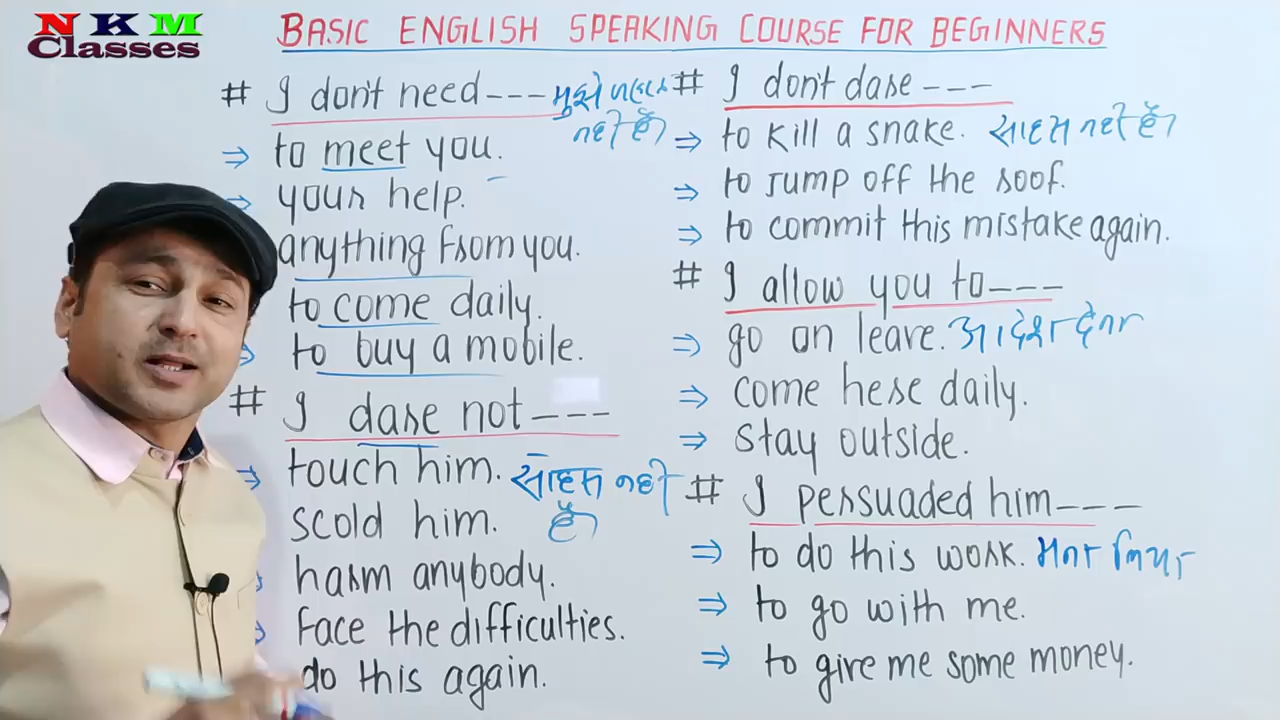 NKM
Classes
BASIC ENGLISH SPEAKING COURSE FOR BEGINNERS
# I don't need --- मुझे
नहीं है।
⇒ to meet you.
⇒ your help.
anything from you.
to come daily.
⇒ to buy a mobile.
# I dare not ---
⇒ touch him. साहस नहीं
है।
scold him.
harm anybody.
face the difficulties.
do this again.
# I don't dare ---
⇒ to kill a snake. साहस नहीं है।
⇒ to jump off the roof.
⇒ to commit this mistake again.
# I allow you to ---
⇒ go on leave. आदेश देना
⇒ come here daily.
⇒ stay outside.
# I persuaded him ---
⇒ to do this work. मना लिया
⇒ to go with me.
⇒ to give me some money.